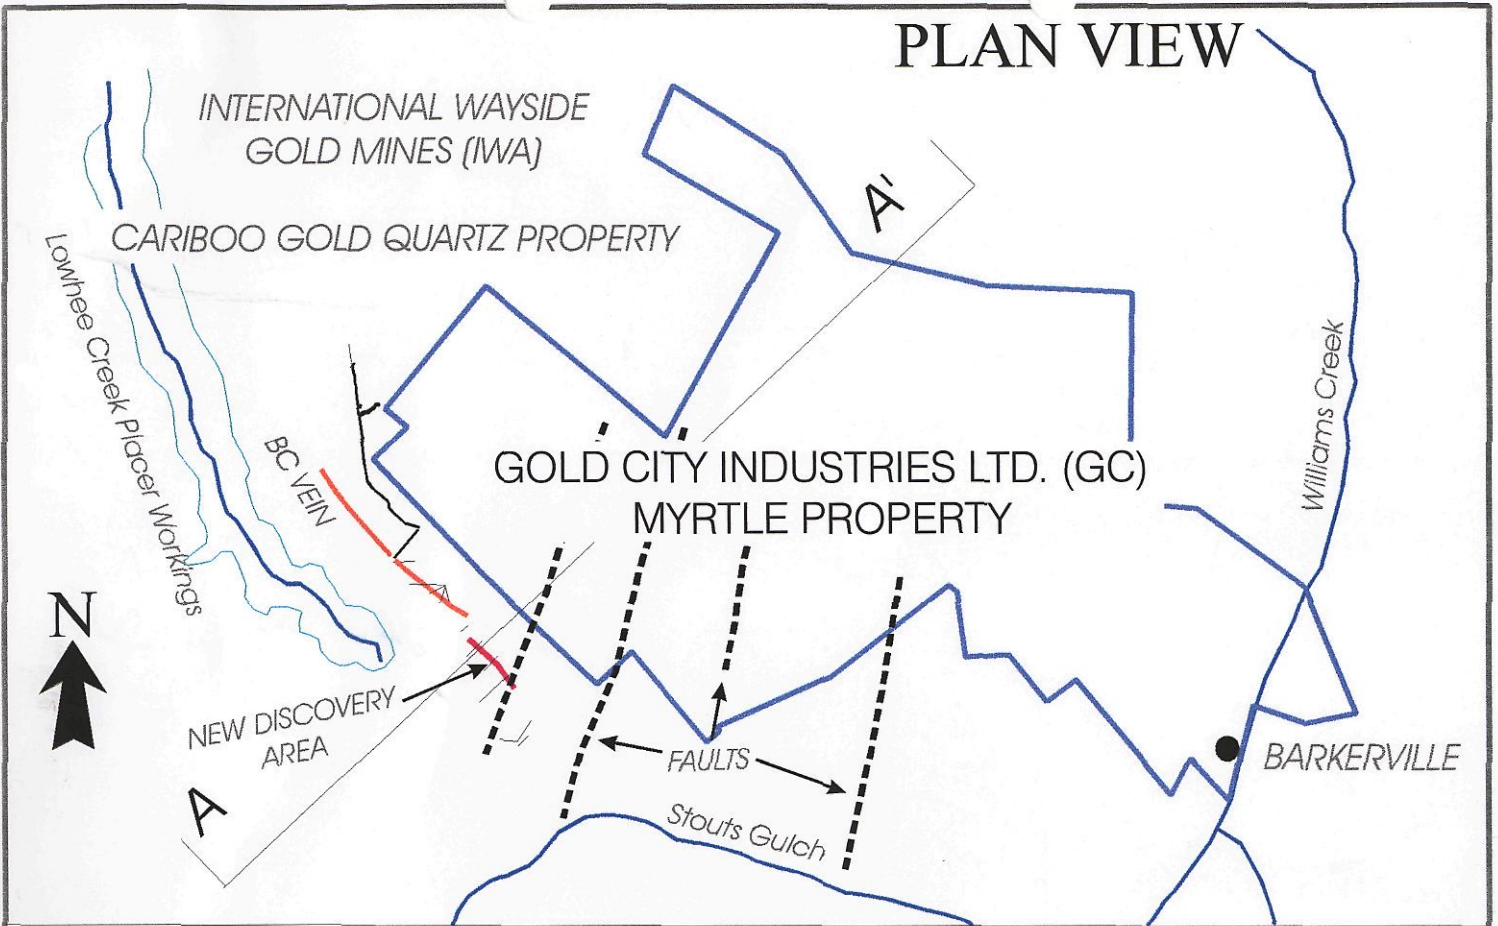 PLAN VIEW
INTERNATIONAL WAYSIDE
GOLD MINES (IWA)
A'
CARIBOO GOLD QUARTZ PROPERTY
Lowhee Creek Placer Workings
Williams Creek
BC VEIN
GOLD CITY INDUSTRIES LTD. (GC)
MYRTLE PROPERTY
N
NEW DISCOVERY
AREA
FAULTS
BARKERVILLE
A
Stouts Gulch